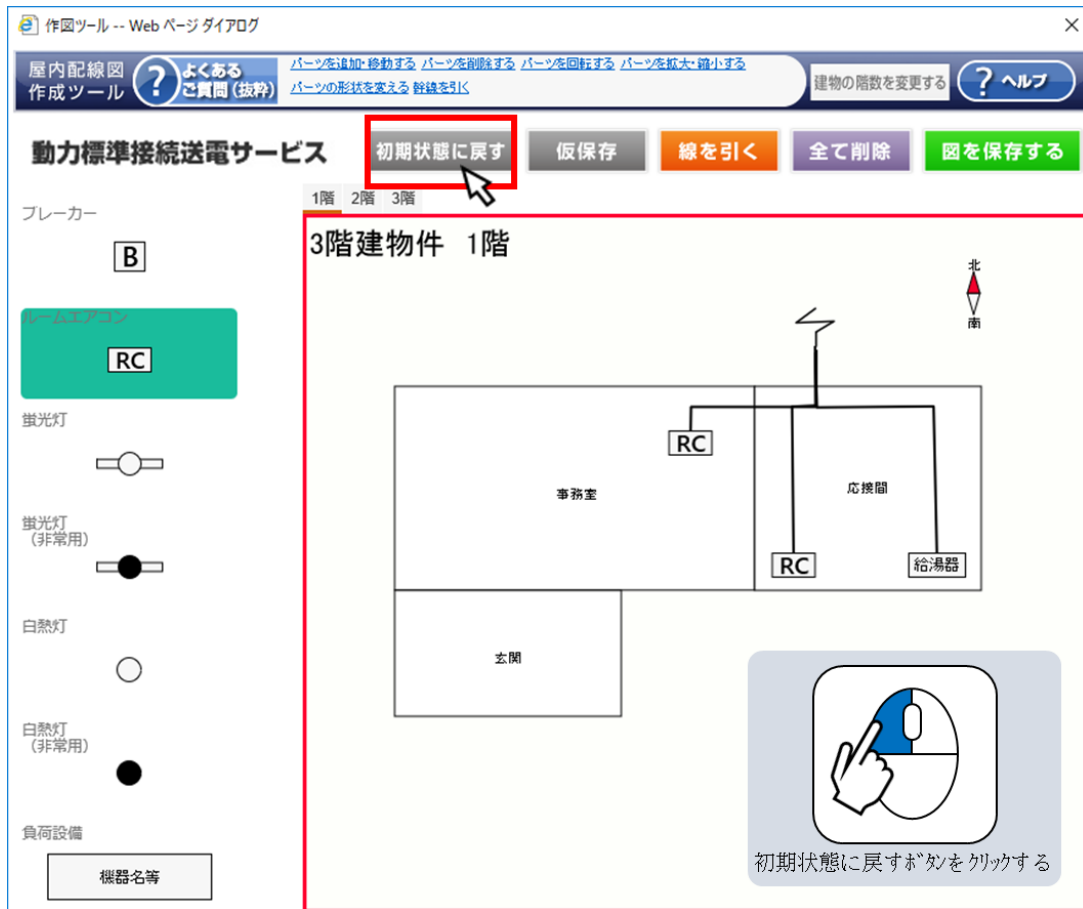 作図ツール -- Web ページ ダイアログ
屋内配線図
作成ツール
?
よくある
ご質問(抜粋)
パーツを追加・移動する パーツを削除する パーツを回転する パーツを拡大・縮小する
パーツの形状を変える 幹線を引く
建物の階数を変更する
? ヘルプ
動力標準接続送電サービス
初期状態に戻す
仮保存
線を引く
全て削除
図を保存する
1階 2階 3階
ブレーカー
B
ルームエアコン
RC
蛍光灯
蛍光灯
(非常用)
白熱灯
白熱灯
(非常用)
負荷設備
機器名等
3階建物件 1階
北
南
RC
事務室
応接間
RC
給湯器
玄関
初期状態に戻すボタンをクリックする